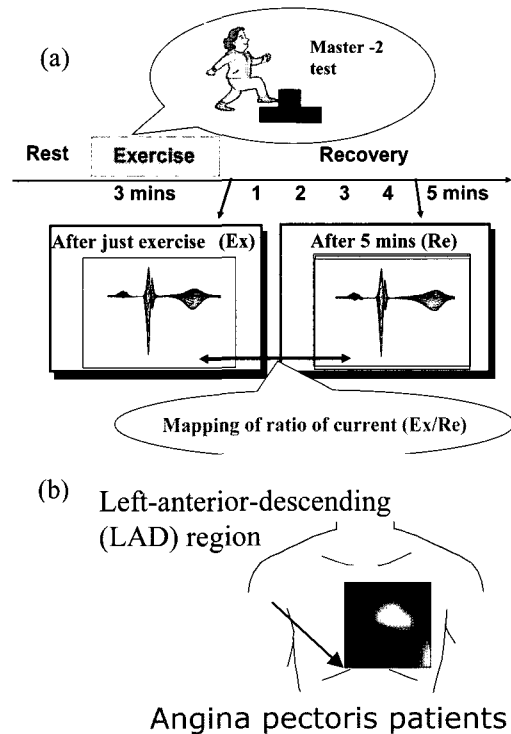 (a)
Master -2
test
Rest Exercise Recovery
3 mins 1 2 3 4 5 mins
After just exercise (Ex)
After 5 mins (Re)
Mapping of ratio of current (Ex/Re)
(b)
Left-anterior-descending
(LAD) region
Angina pectoris patients